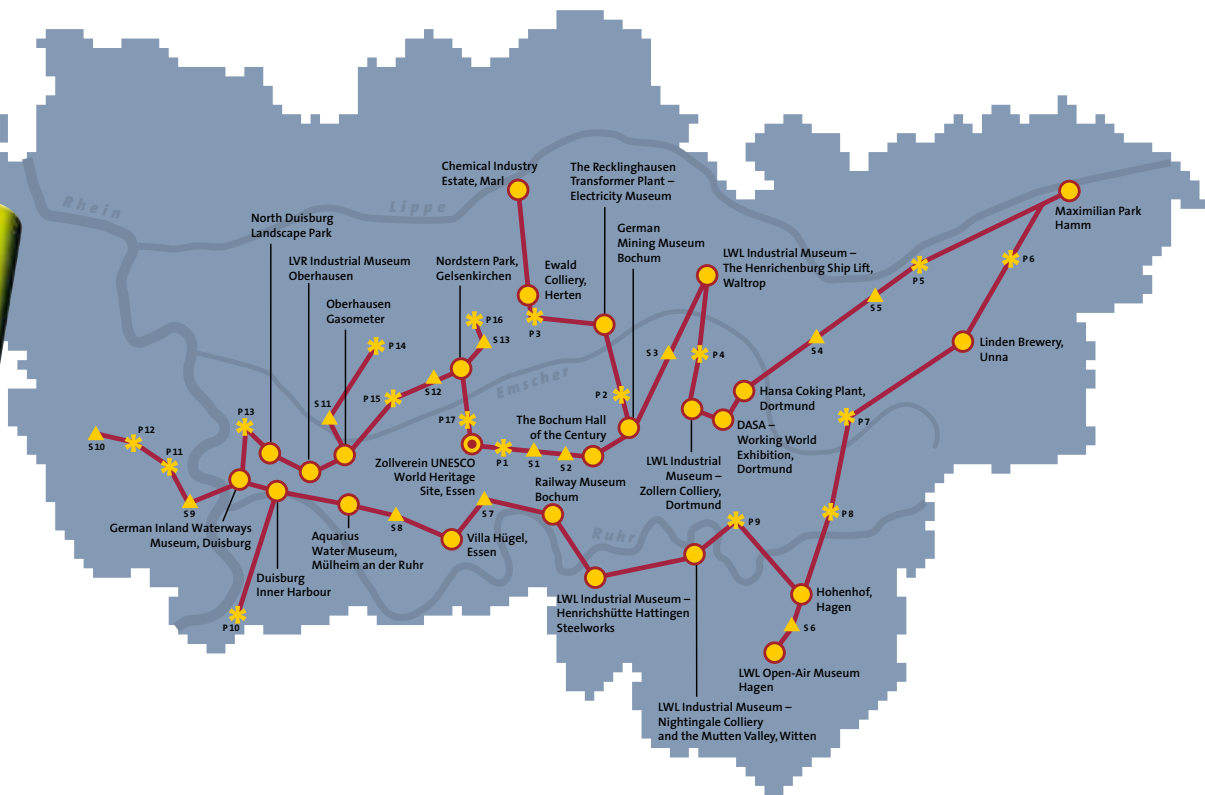 Chemical Industry
Estate, Marl
The Recklinghausen
Transformer Plant –
Electricity Museum
Rhein
Lippe
North Duisburg
Landscape Park
German
Mining Museum
Bochum
Maximilian Park
Hamm
LVR Industrial Museum
Oberhausen
Nordstern Park,
Gelsenkirchen
Ewald
Colliery,
Herten
LWL Industrial Museum –
The Henrichenburg Ship Lift,
Waltrop
P6
P5
Oberhausen
Gasometer
S5
P16
P3
S13
P14
S4
Linden Brewery,
Unna
S3
P4
Emscher
S12
P15
P2
Hansa Coking Plant,
Dortmund
S11
P13
P17
The Bochum Hall
of the Century
P7
DASA –
Working World
Exhibition,
Dortmund
P12
S10
P11
P1
S1
S2
Zollverein UNESCO
World Heritage
Site, Essen
LWL Industrial
Museum –
Zollern Colliery,
Dortmund
Railway Museum
Bochum
S9
S7
S8
P8
P9
German Inland Waterways
Museum, Duisburg
Aquarius
Water Museum,
Mülheim an der Ruhr
Villa Hügel,
Essen
Ruhr
Duisburg
Inner Harbour
P10
LWL Industrial Museum –
Henrichshütte Hattingen
Steelworks
Hohenhof,
Hagen
S6
LWL Open-Air Museum
Hagen
LWL Industrial Museum –
Nightingale Colliery
and the Mutten Valley, Witten